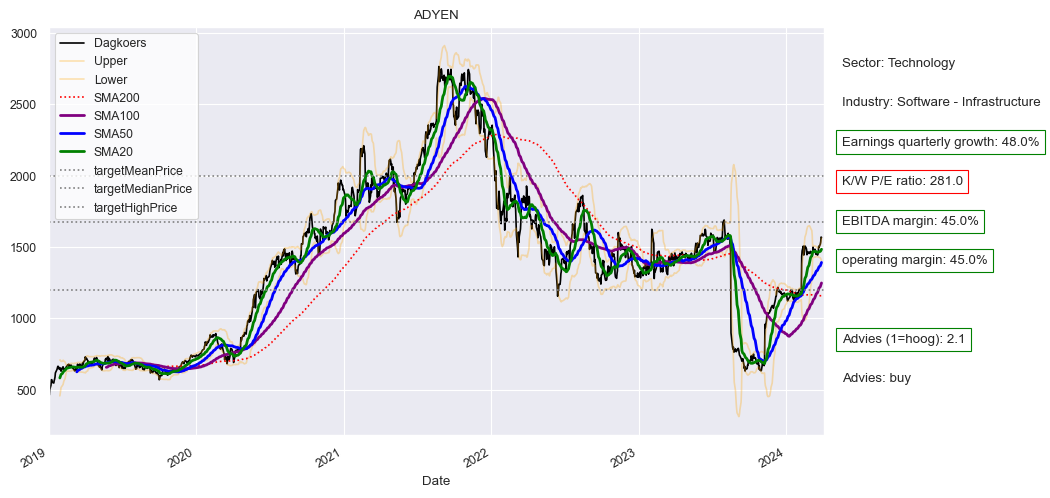 ADYEN
3000
2500
2000
1500
1000
500
Dagkoers
Upper
Lower
SMA200
SMA100
SMA50
SMA20
targetMeanPrice
targetMedianPrice
targetHighPrice
2019
2020
2021
2022
2023
2024
Date
Sector: Technology
Industry: Software - Infrastructure
Earnings quarterly growth: 48.0%
K/W P/E ratio: 281.0
EBITDA margin: 45.0%
operating margin: 45.0%
Advies (1=hoog): 2.1
Advies: buy